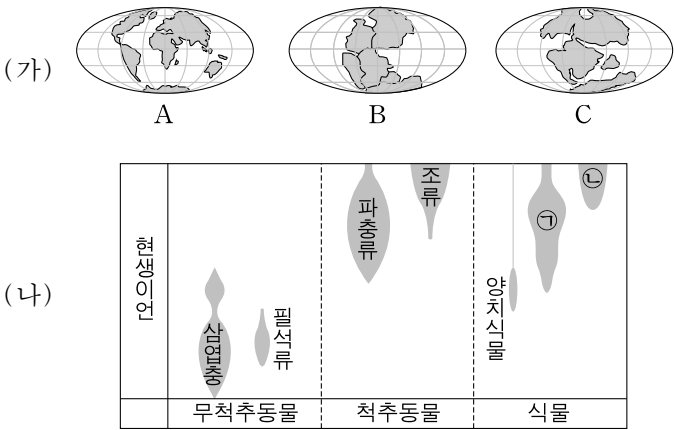 (가)
A B C
(나)
현생이언
삼엽충
필석류
파충류
조류
양치식물
㉠
㉡
무척추동물 척추동물 식물